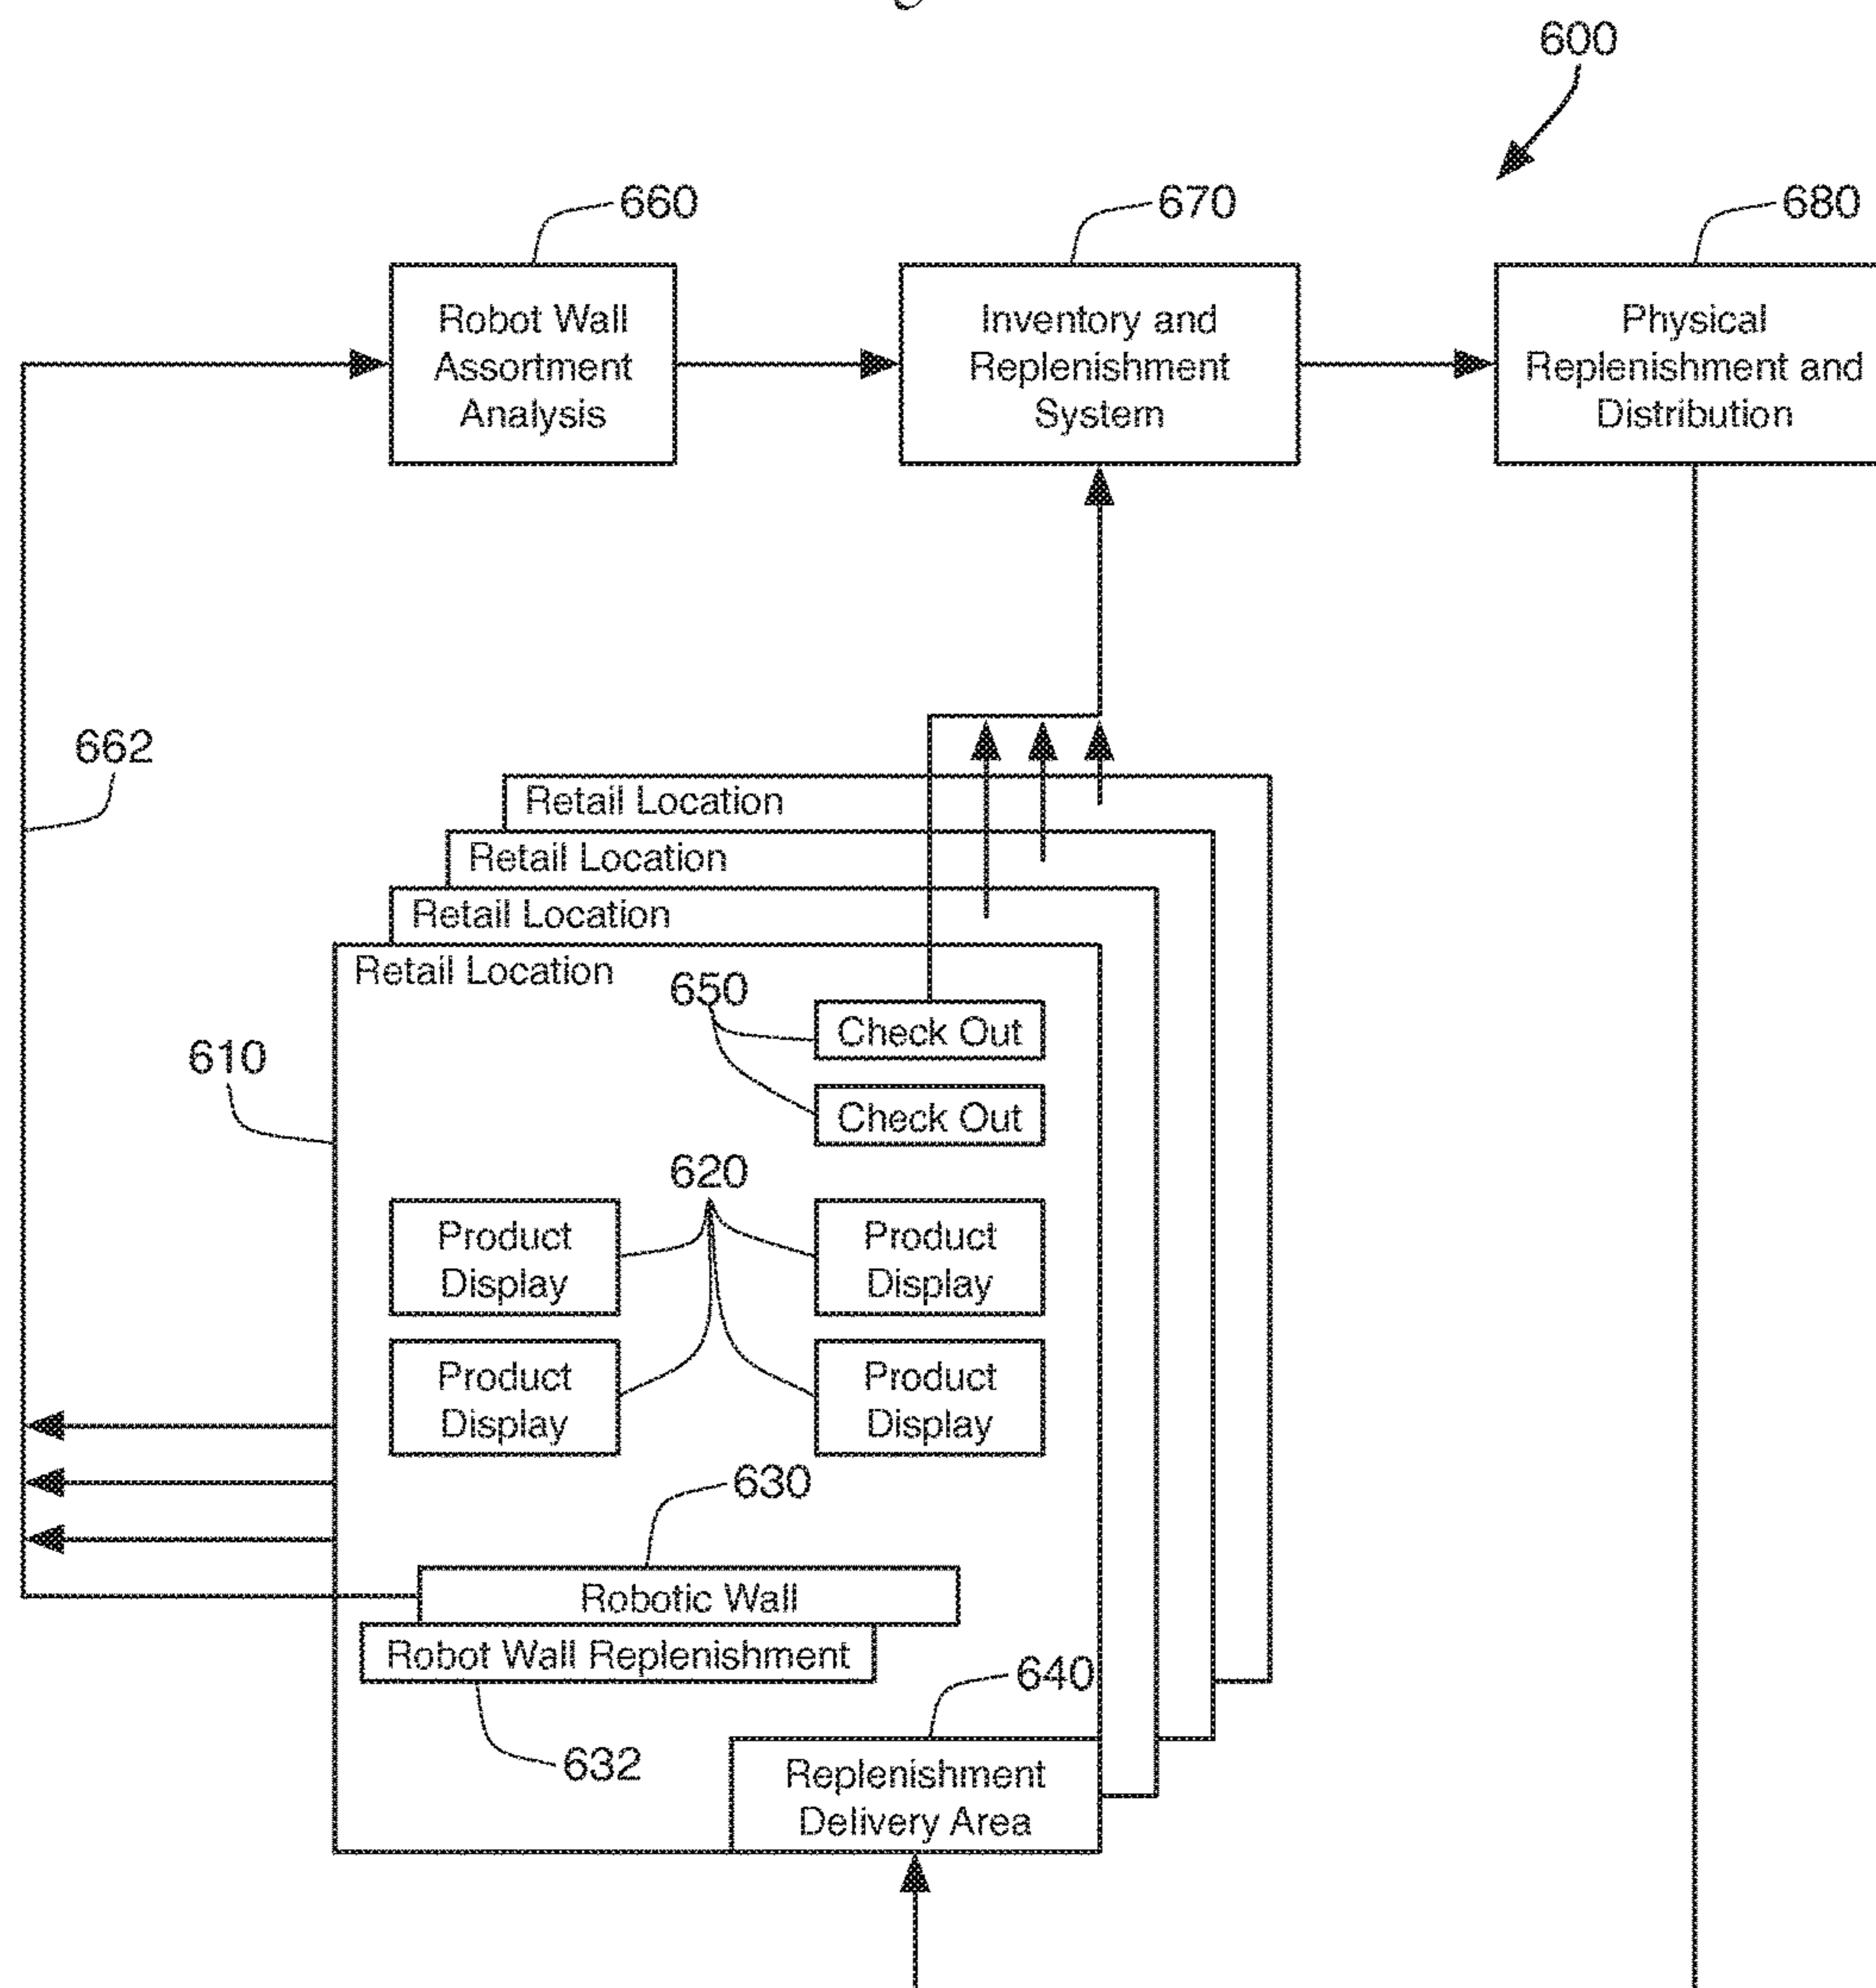 600
660
670
680
Robot Wall
Assortment
Analysis
Inventory and
Replenishment
System
Physical
Replenishment and
Distribution
662
Retail Location
Retail Location
Retail Location
Retail Location
650
Check Out
610
Check Out
620
Product
Display
Product
Display
Product
Display
Product
Display
630
Robotic Wall
Robot Wall Replenishment
640
632
Replenishment
Delivery Area